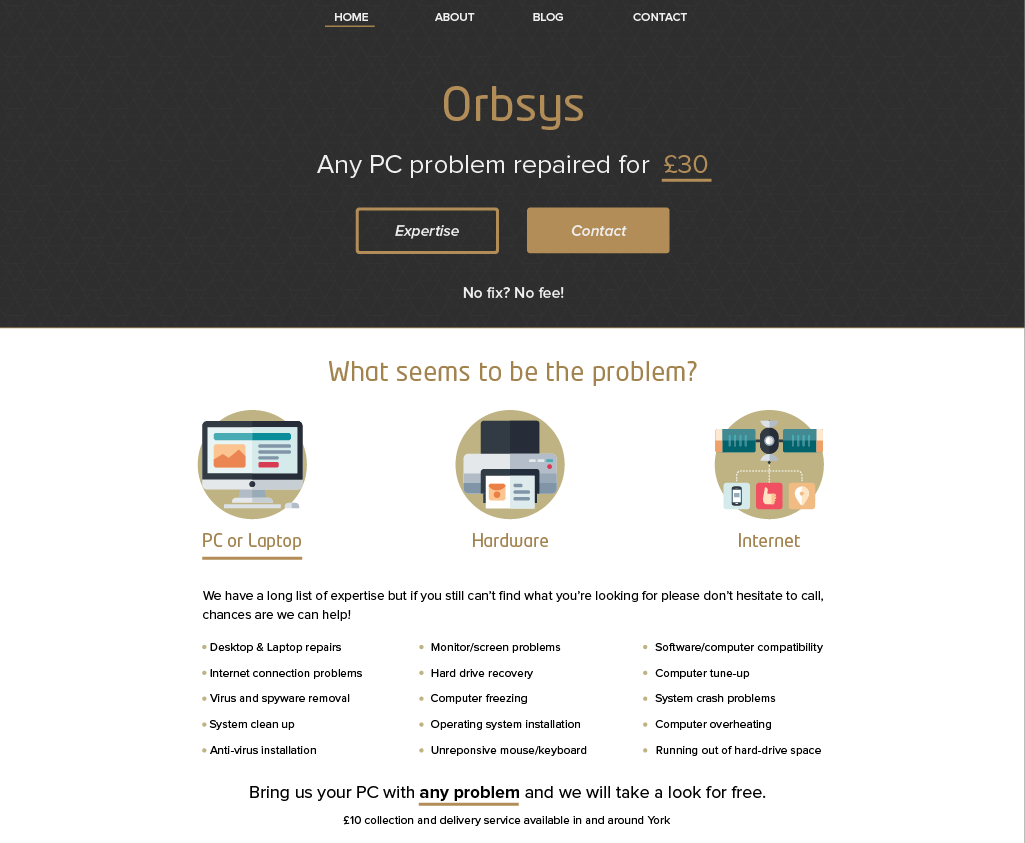 HOME ABOUT BLOG CONTACT
Orbsys
Any PC problem repaired for £30
Expertise Contact
No fix? No fee!
What seems to be the problem?
PC or Laptop Hardware Internet
We have a long list of expertise but if you still can't find what you're looking for please don't hesitate to call,
chances are we can help!
Desktop & Laptop repairs
Internet connection problems
Virus and spyware removal
System clean up
Anti-virus installation
Monitor/screen problems
Hard drive recovery
Computer freezing
Operating system installation
Unreponsive mouse/keyboard
Software/computer compatibility
Computer tune-up
System crash problems
Computer overheating
Running out of hard-drive space
Bring us your PC with any problem and we will take a look for free.
£10 collection and delivery service available in and around York